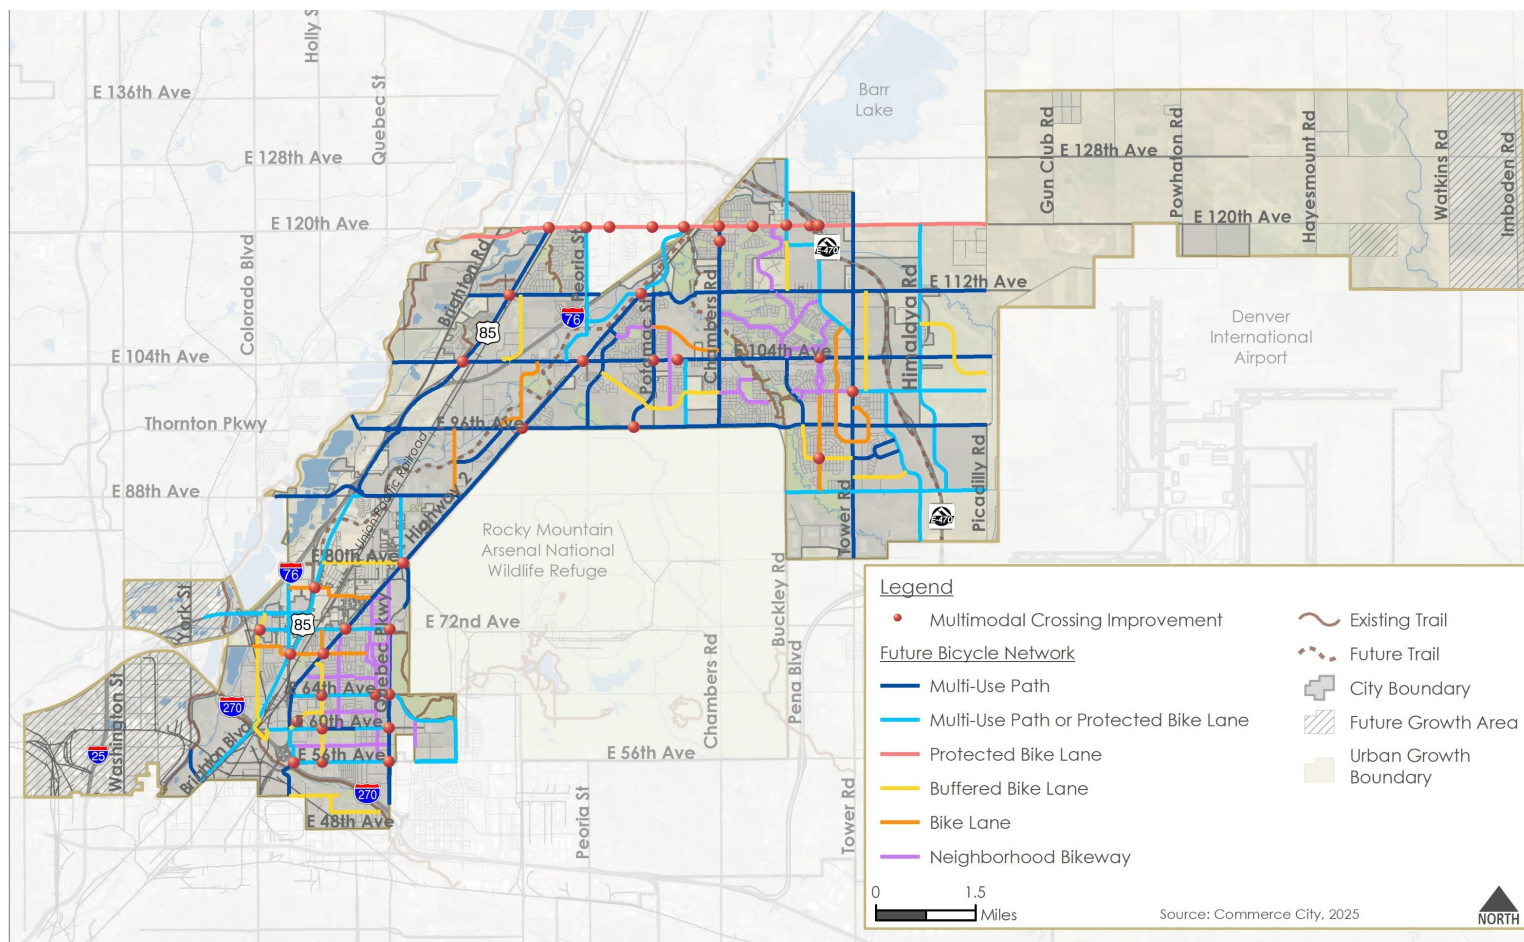 Holly S
Quebec St
E 136th Ave
Barr
Lake
Gun Club Rd
Powhaton Rd
Hayesmount Rd
Watkins Rd
Imboden Rd
E 128th Ave
E 128th Ave
E 120th Ave
E 120th Ave
Colorado Blvd
Brighton Rd
Peoria St
E-470
Himalaya Rd
E 112th Ave
85
76
Potomac St
Chambers Rd
Denver
International
Airport
E 104th Ave
E 104th Ave
Thornton Pkwy
E 96th Ave
Union Pacific Railroad
Highway 2
E 88th Ave
Tower Rd
Picadilly Rd
E-470
Rocky Mountain
Arsenal National
Wildlife Refuge
E 80th Ave
76
Buckley Rd
York St
85
E 72nd Ave
Quebec Pkwy
Chambers Rd
Pena Blvd
E 64th Ave
Washington St
270
E 60th Ave
25
Brighton Blvd
E 56th Ave
E 56th Ave
270
E 48th Ave
Peoria St
Tower Rd
Legend
Multimodal Crossing Improvement
Future Bicycle Network
Multi-Use Path
Multi-Use Path or Protected Bike Lane
Protected Bike Lane
Buffered Bike Lane
Bike Lane
Neighborhood Bikeway
Existing Trail
Future Trail
City Boundary
Future Growth Area
Urban Growth
Boundary
0 1.5
Miles
Source: Commerce City, 2025
NORTH